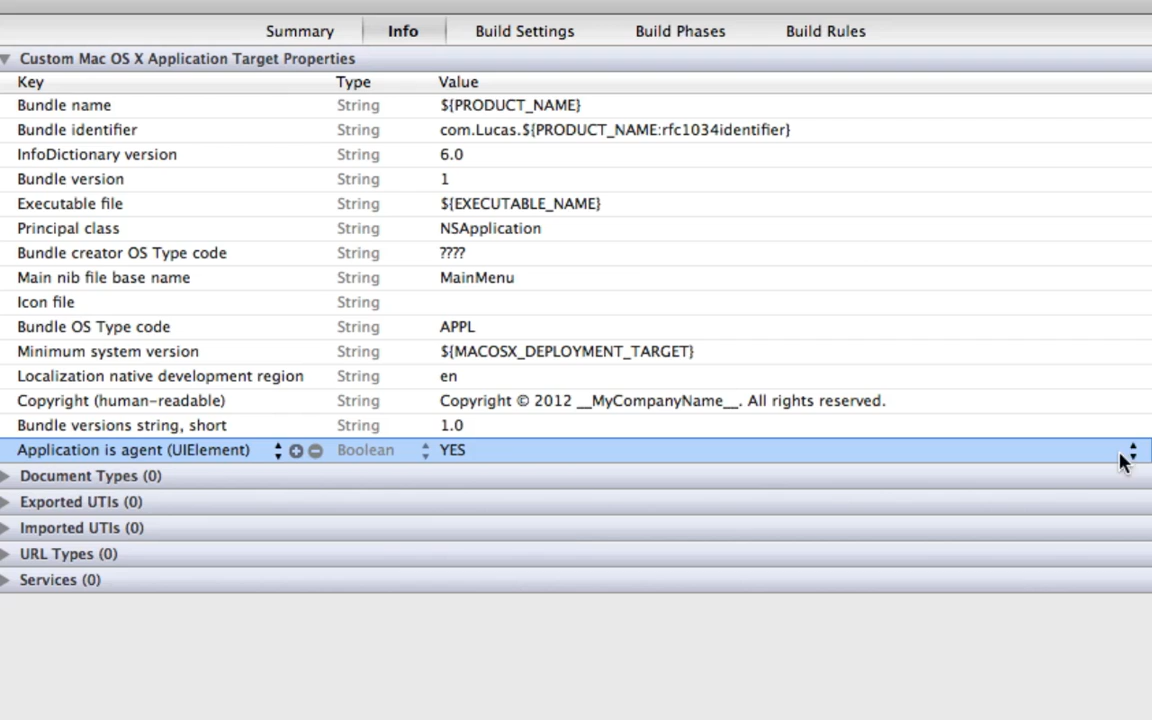 Summary Info Build Settings Build Phases Build Rules
Custom Mac OS X Application Target Properties
Key Type Value
Bundle name String ${PRODUCT_NAME}
Bundle identifier String com.Lucas.${PRODUCT_NAME:rfc1034identifier}
InfoDictionary version String 6.0
Bundle version String 1
Executable file String ${EXECUTABLE_NAME}
Principal class String NSApplication
Bundle creator OS Type code String ????
Main nib file base name String MainMenu
Icon file String
Bundle OS Type code String APPL
Minimum system version String ${MACOSX_DEPLOYMENT_TARGET}
Localization native development region String en
Copyright (human-readable) String Copyright © 2012 __MyCompanyName__. All rights reserved.
Bundle versions string, short String 1.0
Application is agent (UIElement) Boolean YES
Document Types (0)
Exported UTIs (0)
Imported UTIs (0)
URL Types (0)
Services (0)